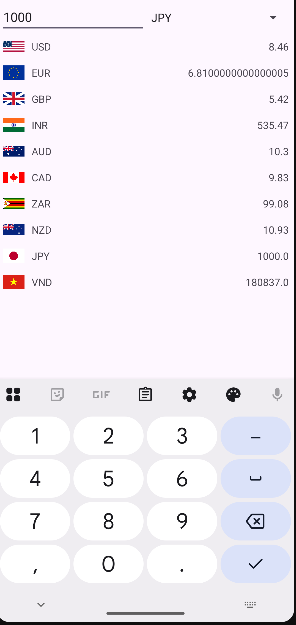 1000 JPY
USD 8.46
EUR 6.8100000000000005
GBP 5.42
INR 535.47
AUD 10.3
CAD 9.83
ZAR 99.08
NZD 10.93
JPY 1000.0
VND 180837.0
GIF
1 2 3 –
4 5 6
7 8 9
, 0 .